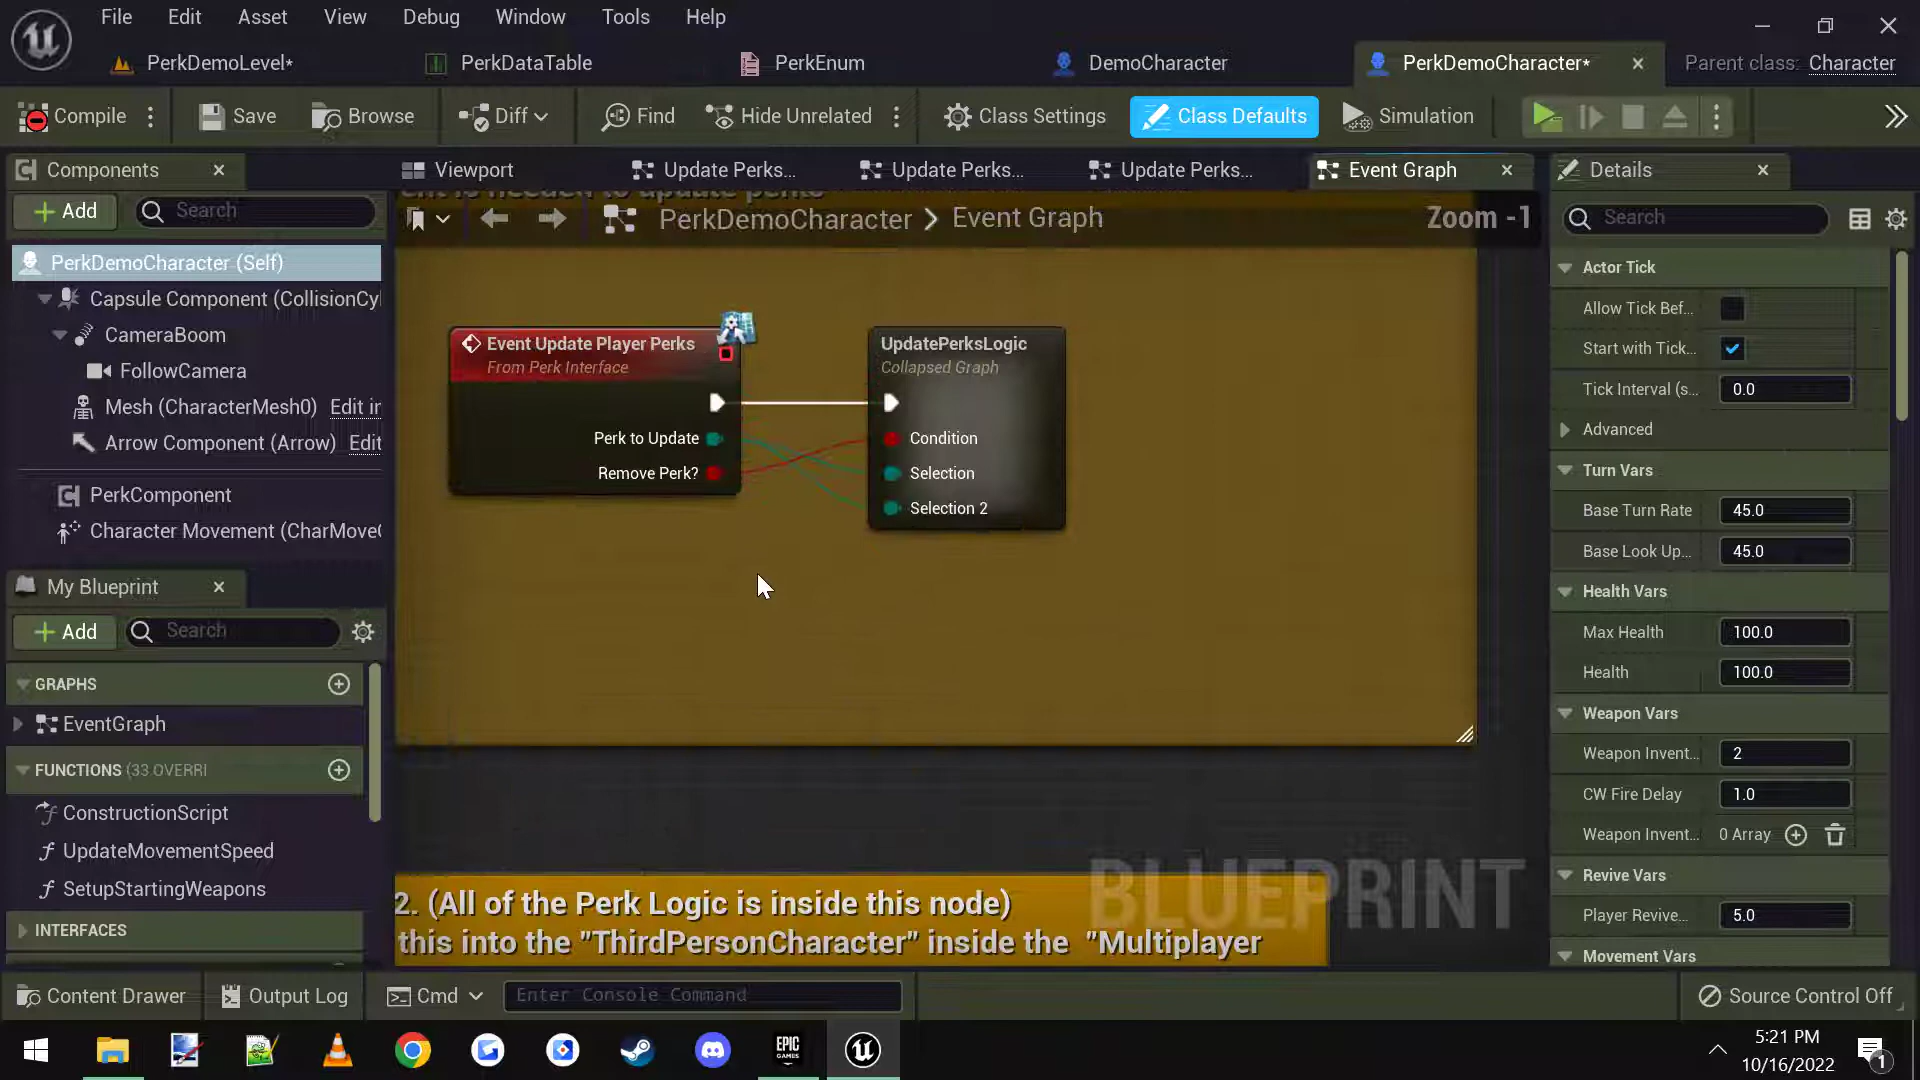 File Edit Asset View Debug Window Tools Help
PerkDemoLevel* PerkDataTable PerkEnum DemoCharacter PerkDemoCharacter* Parent class: Character
Compile Save Browse Diff Find Hide Unrelated Class Settings Class Defaults Simulation
Components Viewport Update Perks... Update Perks... Update Perks... Event Graph Details
Add Search
PerkDemoCharacter > Event Graph Zoom -1
Search
PerkDemoCharacter (Self)
Capsule Component (CollisionCyl
CameraBoom
FollowCamera
Mesh (CharacterMesh0) Edit in
Arrow Component (Arrow) Edit
PerkComponent
Character Movement (CharMoveC
My Blueprint
Add Search
GRAPHS
EventGraph
FUNCTIONS (33 OVERRI
ConstructionScript
UpdateMovementSpeed
SetupStartingWeapons
INTERFACES
Event Update Player Perks
From Perk Interface
Perk to Update
Remove Perk?
UpdatePerksLogic
Collapsed Graph
Condition
Selection
Selection 2
BLUEPRINT
2. (All of the Perk Logic is inside this node)
this into the "ThirdPersonCharacter" inside the "Multiplayer
Actor Tick
Allow Tick Bef...
Start with Tick...
Tick Interval (s... 0.0
Advanced
Turn Vars
Base Turn Rate 45.0
Base Look Up... 45.0
Health Vars
Max Health 100.0
Health 100.0
Weapon Vars
Weapon Invent... 2
CW Fire Delay 1.0
Weapon Invent... 0 Array
Revive Vars
Player Revive... 5.0
Movement Vars
Content Drawer Output Log Cmd Enter Console Command Source Control Off
EPIC
GAMES
5:21 PM
10/16/2022
1